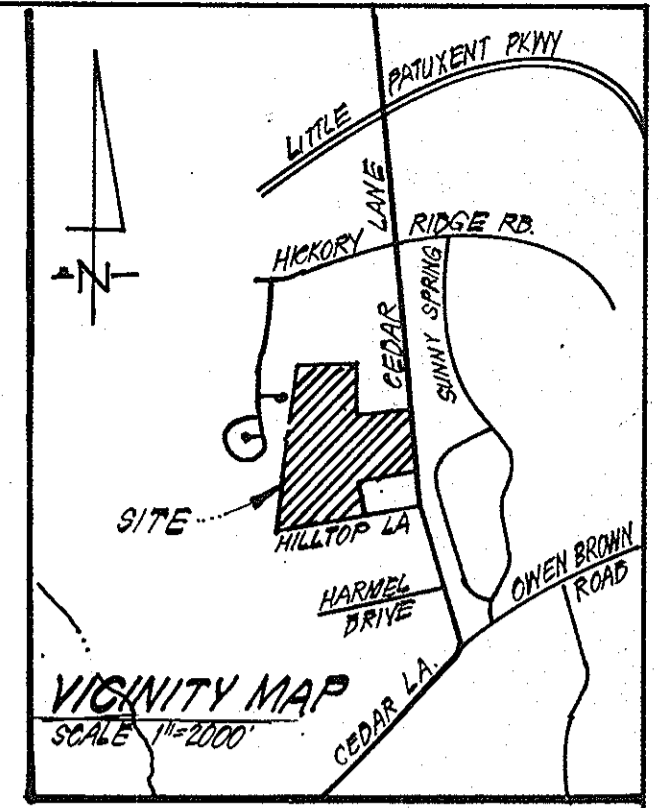 LITTLE PATUXENT PKWY
HICKORY RIDGE RD.
CEDAR LANE
SUNNY SPRING
N
SITE
HILLTOP LA
HARMEL
DRIVE
OWEN BROWN
ROAD
CEDAR LA.
VICINITY MAP
SCALE 1"=2000'